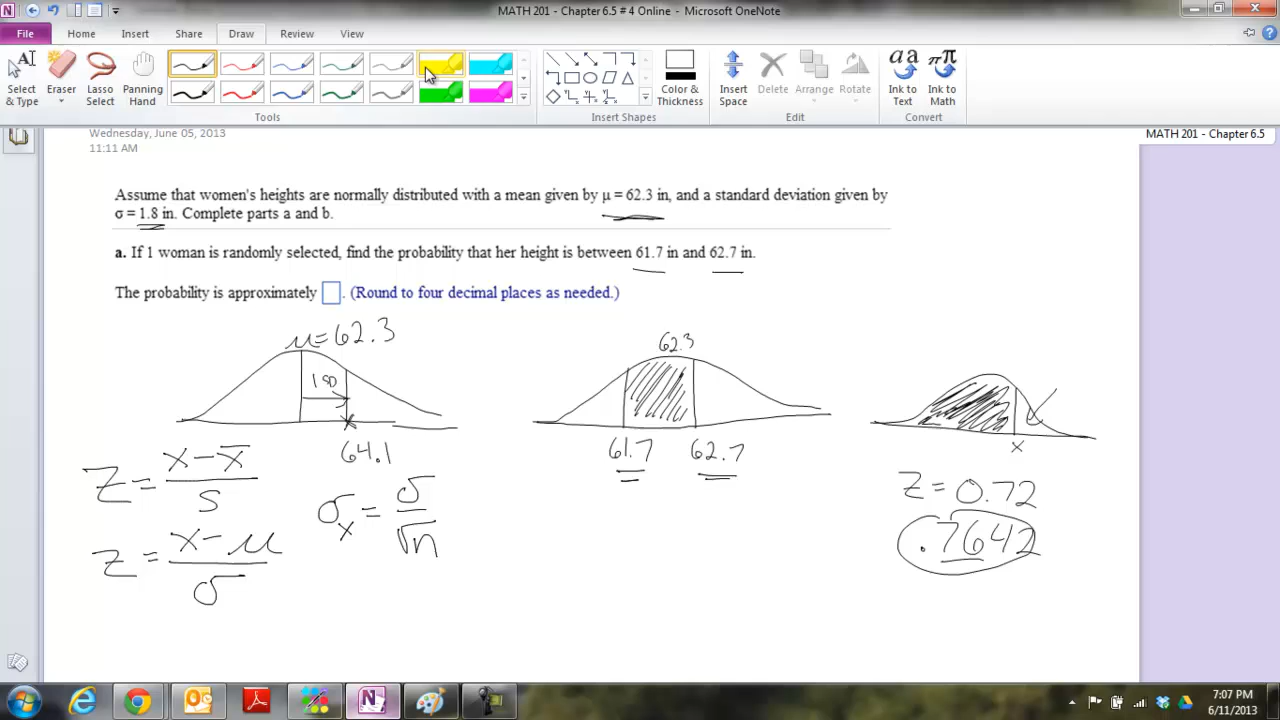 MATH 201 - Chapter 6.5 # 4 Online - Microsoft OneNote
File Home Insert Draw Review View
Select & Type Eraser Lasso Select Panning Hand Color & Thickness Insert Space Delete Arrange Rotate Ink to Text Ink to Math
Tools Insert Shapes Edit Convert
Wednesday, June 05, 2013
11:11 AM
MATH 201 - Chapter 6.5
Assume that women's heights are normally distributed with a mean given by μ = 62.3 in, and a standard deviation given by
σ = 1.8 in. Complete parts a and b.
a. If 1 woman is randomly selected, find the probability that her height is between 61.7 in and 62.7 in.
The probability is approximately . (Round to four decimal places as needed.)
μ=62.3
62.3
1 SD
64.1
61.7 62.7
x
z = x-x̄ / s
σx = σ / √n
z = 0.72
z = x-μ / σ
.7642
7:07 PM
6/11/2013